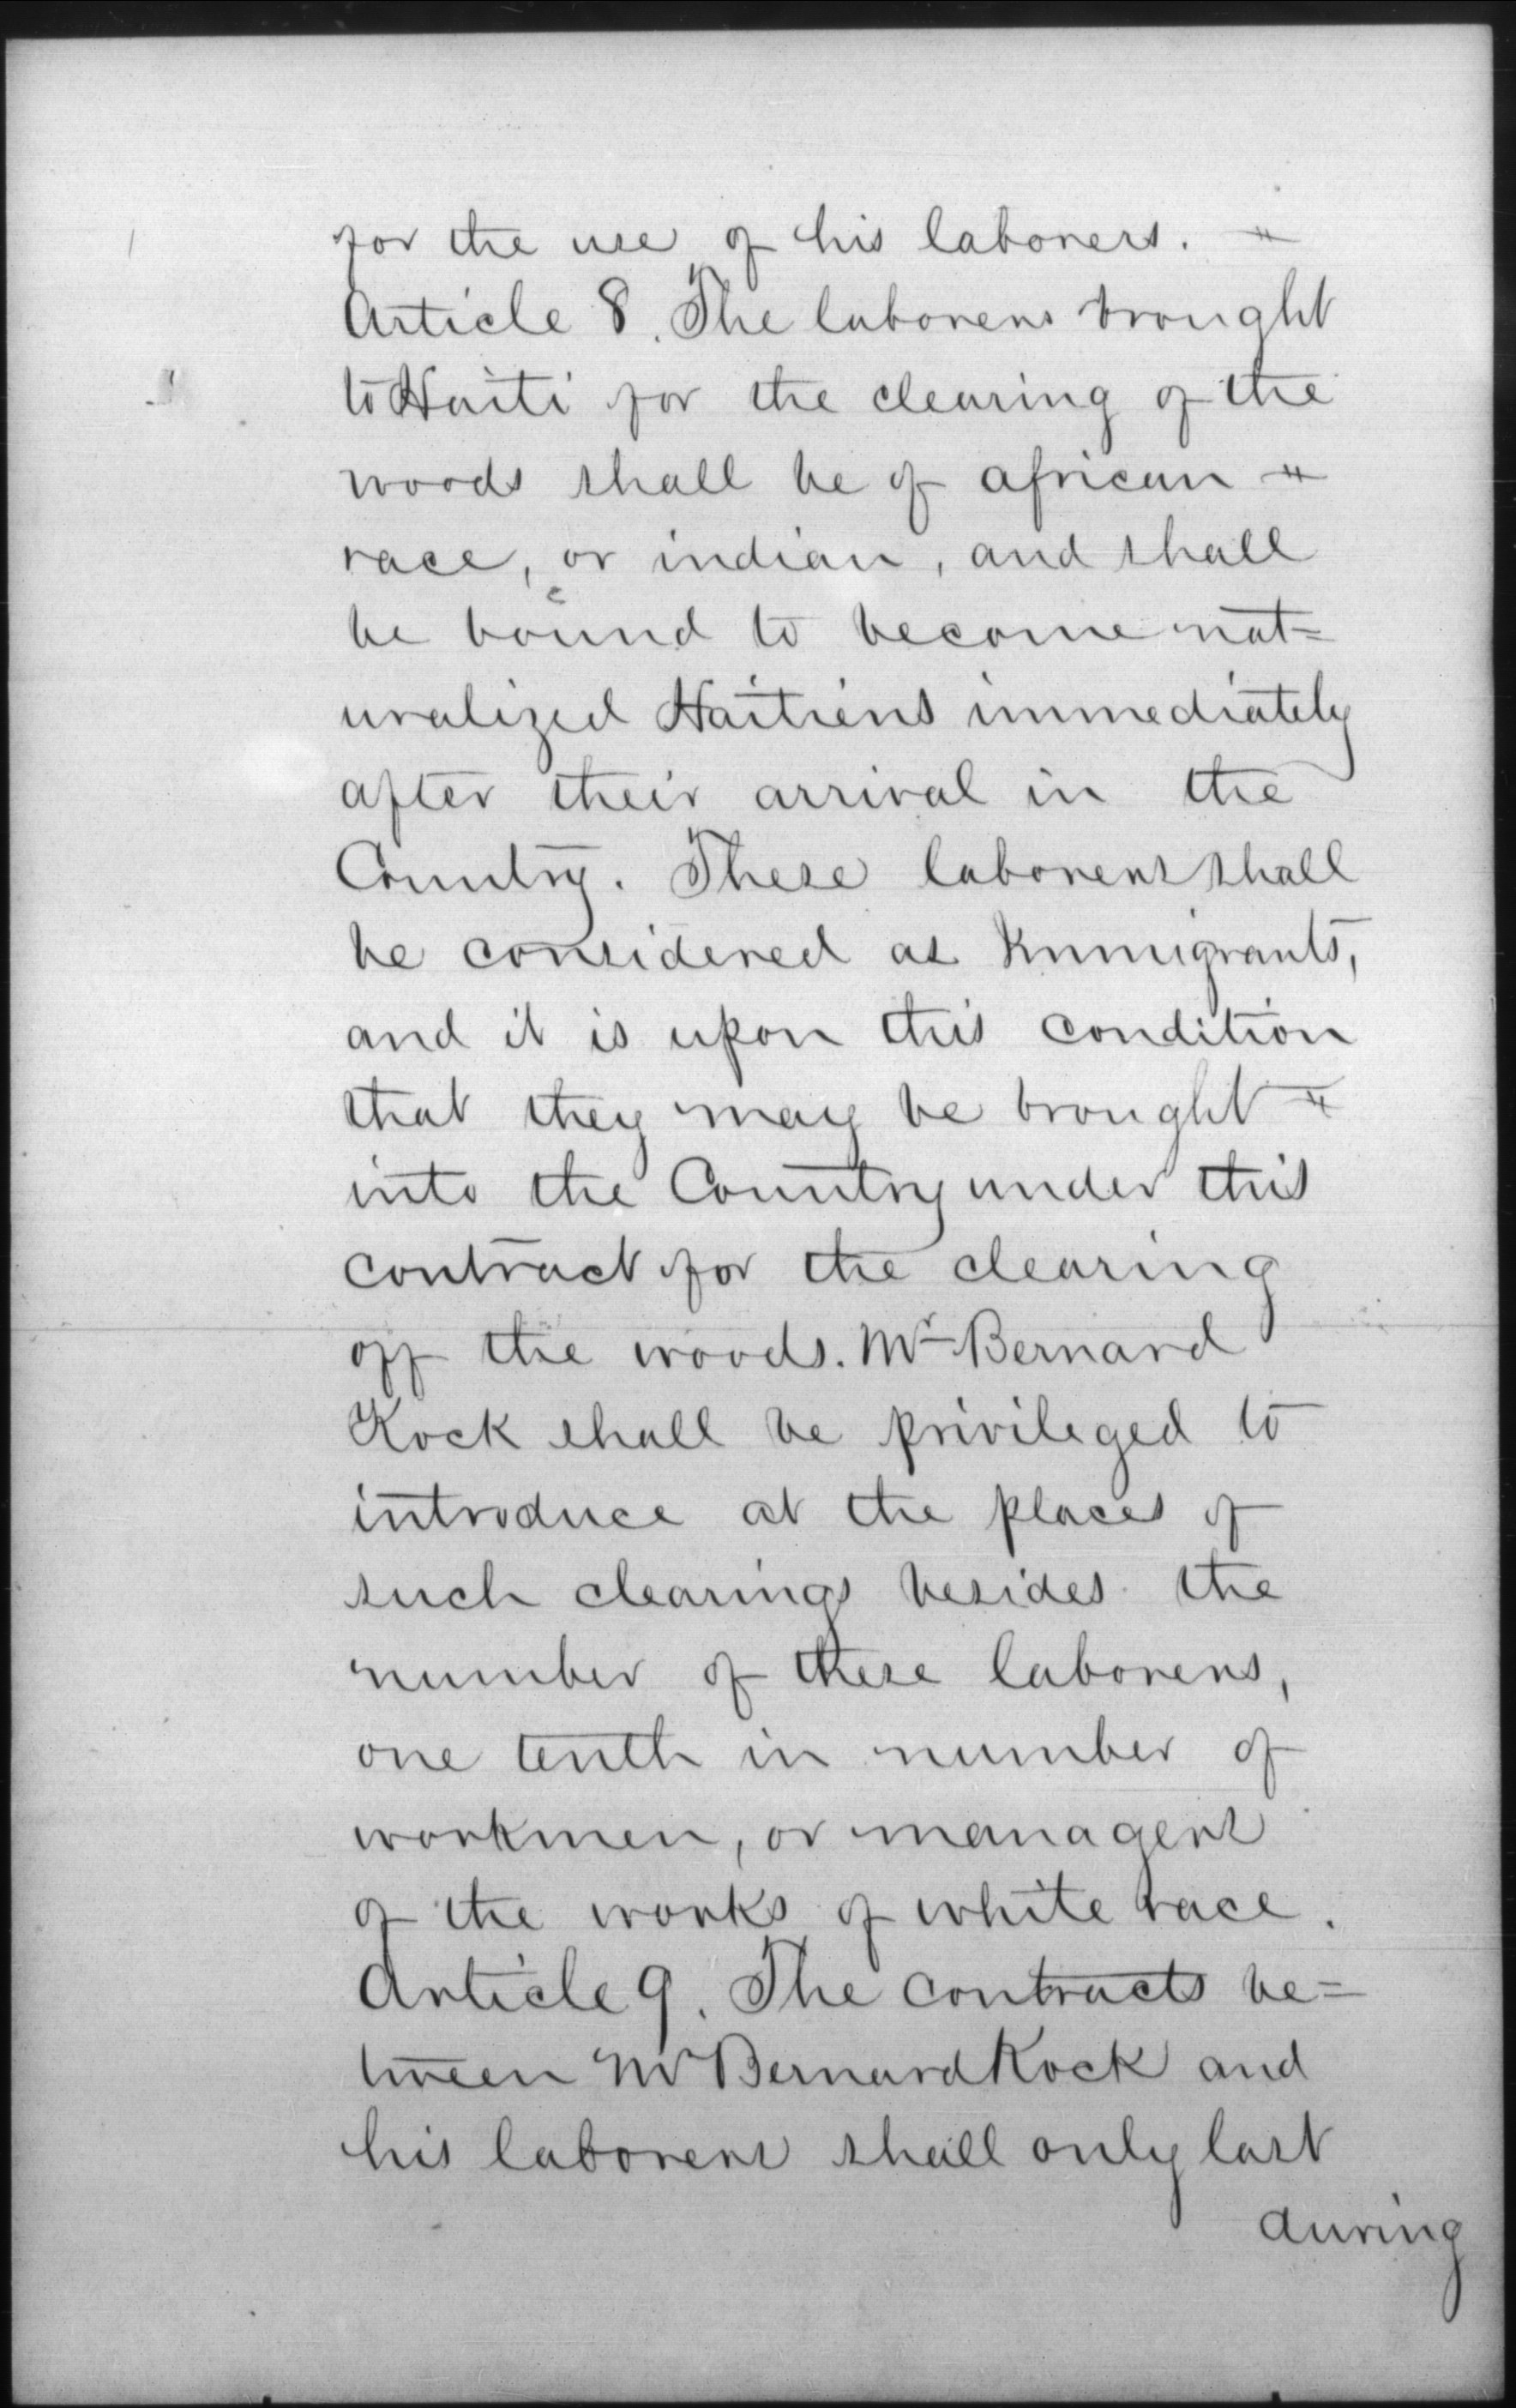 for the use of his laborers. "
Article 8. The laborers brought
to Haiti for the clearing of the
woods shall be of african "
race, or indian, and shall
be bound to become nat=
uralized Haitiens immediately
after their arrival in the
Country. These laborers shall
be considered as Immigrants,
and it is upon this condition
that they may be brought "
into the Country under this
contract for the clearing
off the woods. Mr Bernard
Kock shall be privileged to
introduce at the places of
such clearings besides the
number of these laborers,
one tenth in number of
workmen, or managers
of the works of white race.
Article 9. The contracts be=
tween Mr Bernard Kock and
his laborers shall only last
during